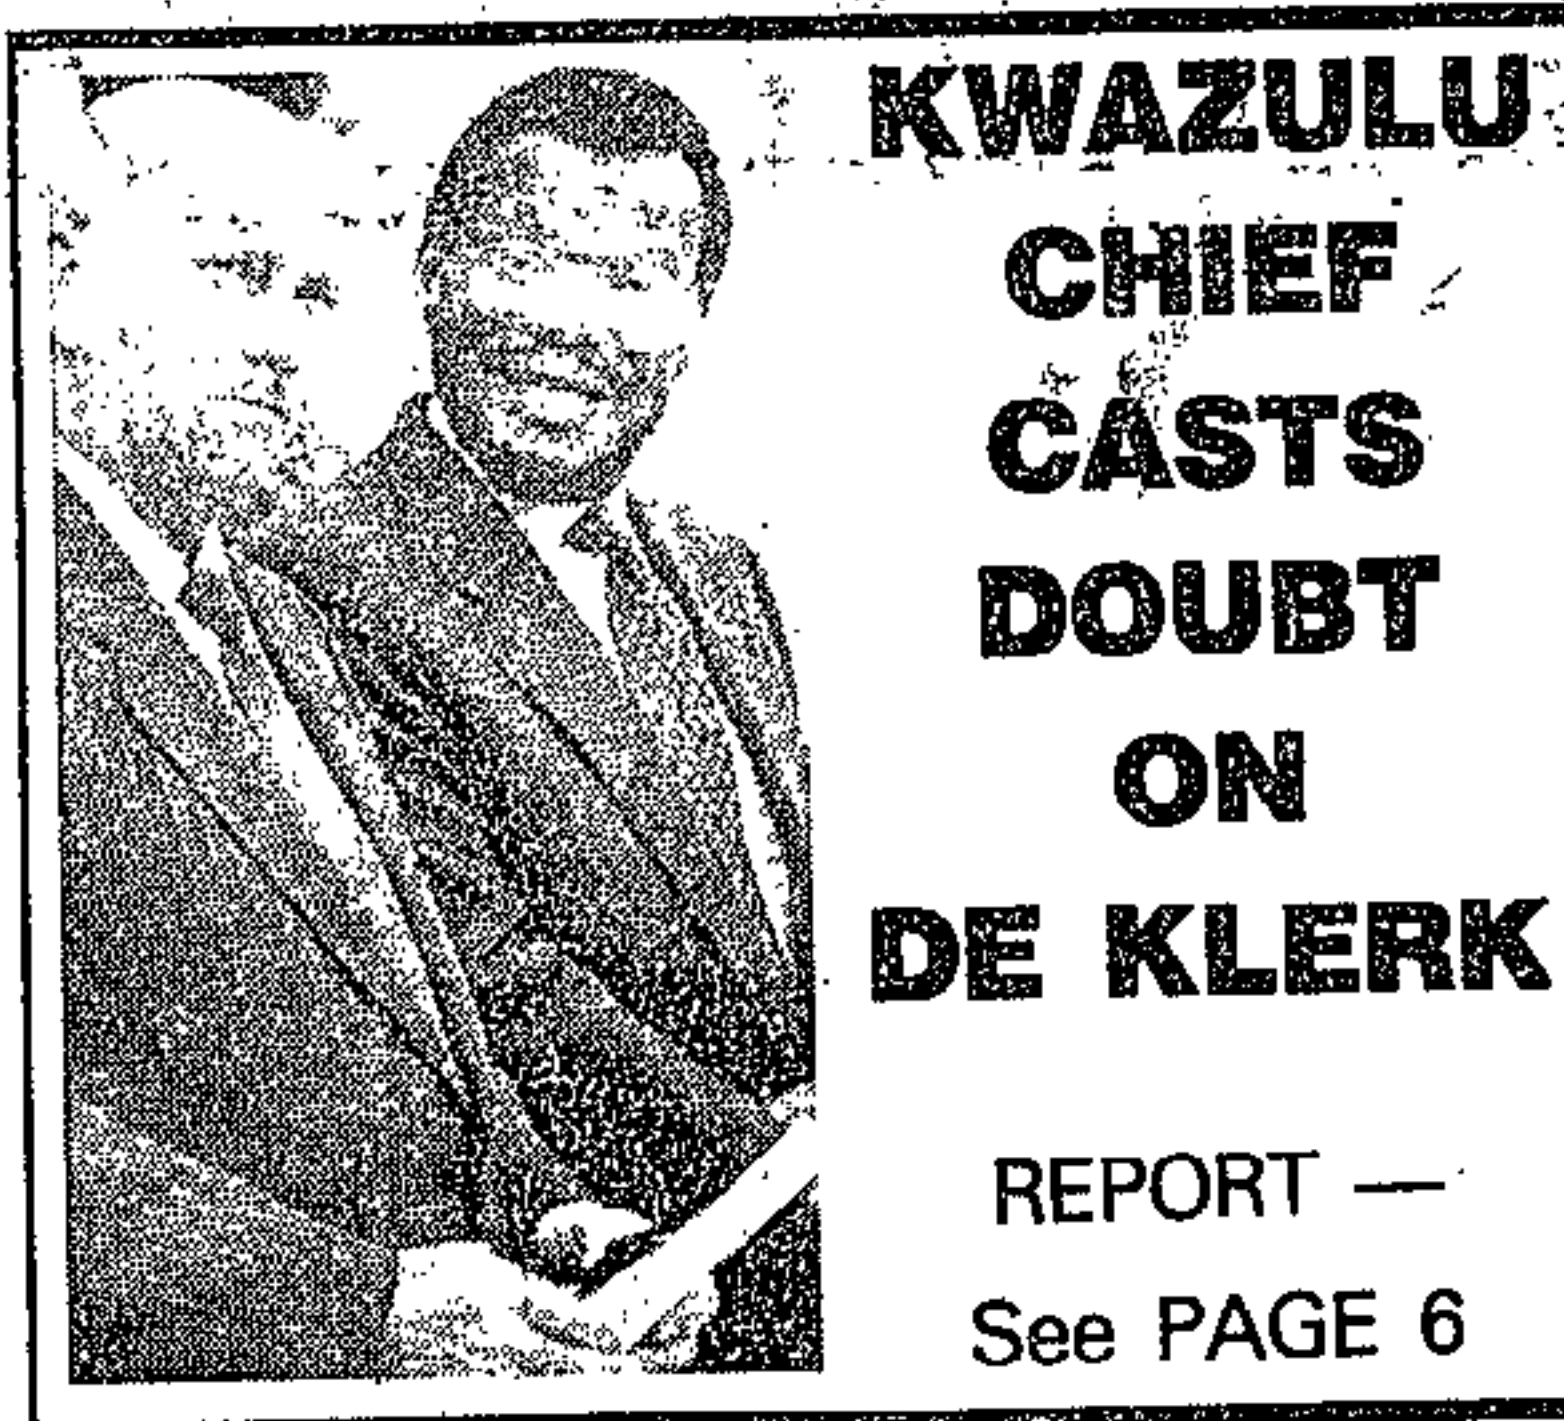 KWAZULU
CHIEF
CASTS
DOUBT
ON
DE KLERK
REPORT —
See PAGE 6